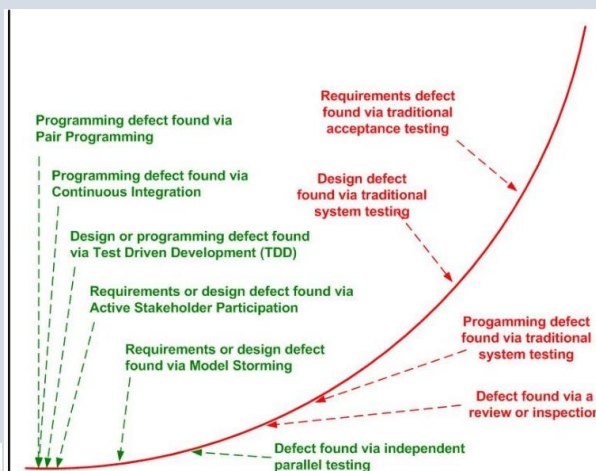 Requirements defect
found via traditional
acceptance testing
Programming defect found via
Pair Programming
Programming defect found via
Continuous Integration
Design defect
found via traditional
system testing
Design or programming defect found
via Test Driven Development (TDD)
Requirements or design defect found via
Active Stakeholder Participation
Progamming defect
found via traditional
system testing
Requirements or design defect
found via Model Storming
Defect found via a
review or inspection
Defect found via independent
parallel testing